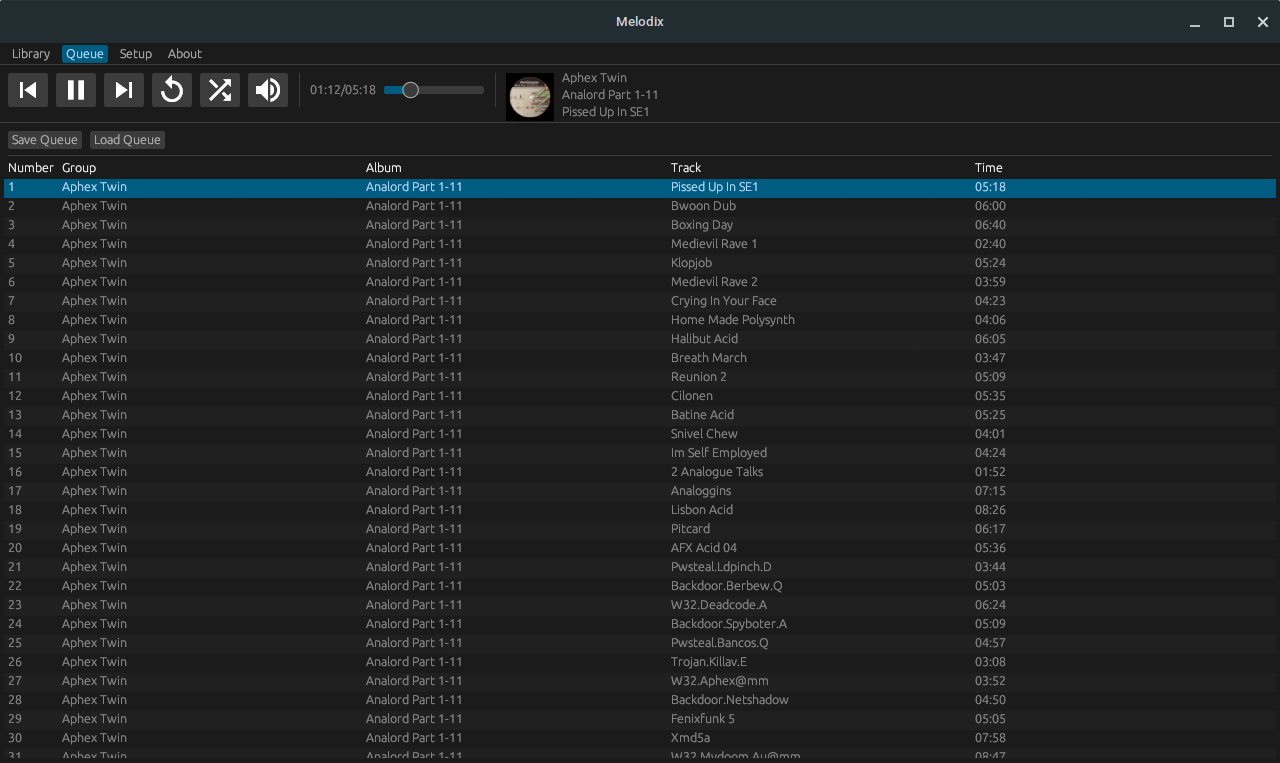 Melodix
Library Queue Setup About
01:12/05:18
Aphex Twin
Analord Part 1-11
Pissed Up In SE1
Save Queue Load Queue
Number Group Album Track Time
1 Aphex Twin Analord Part 1-11 Pissed Up In SE1 05:18
2 Aphex Twin Analord Part 1-11 Bwoon Dub 06:00
3 Aphex Twin Analord Part 1-11 Boxing Day 06:40
4 Aphex Twin Analord Part 1-11 Medievil Rave 1 02:40
5 Aphex Twin Analord Part 1-11 Klopjob 05:24
6 Aphex Twin Analord Part 1-11 Medievil Rave 2 03:59
7 Aphex Twin Analord Part 1-11 Crying In Your Face 04:23
8 Aphex Twin Analord Part 1-11 Home Made Polysynth 04:06
9 Aphex Twin Analord Part 1-11 Halibut Acid 06:05
10 Aphex Twin Analord Part 1-11 Breath March 03:47
11 Aphex Twin Analord Part 1-11 Reunion 2 05:09
12 Aphex Twin Analord Part 1-11 Cilonen 05:35
13 Aphex Twin Analord Part 1-11 Batine Acid 05:25
14 Aphex Twin Analord Part 1-11 Snivel Chew 04:01
15 Aphex Twin Analord Part 1-11 Im Self Employed 04:24
16 Aphex Twin Analord Part 1-11 2 Analogue Talks 01:52
17 Aphex Twin Analord Part 1-11 Analoggins 07:15
18 Aphex Twin Analord Part 1-11 Lisbon Acid 08:26
19 Aphex Twin Analord Part 1-11 Pitcard 06:17
20 Aphex Twin Analord Part 1-11 AFX Acid 04 05:36
21 Aphex Twin Analord Part 1-11 Pwsteal.Ldpinch.D 03:44
22 Aphex Twin Analord Part 1-11 Backdoor.Berbew.Q 05:03
23 Aphex Twin Analord Part 1-11 W32.Deadcode.A 06:24
24 Aphex Twin Analord Part 1-11 Backdoor.Spyboter.A 05:09
25 Aphex Twin Analord Part 1-11 Pwsteal.Bancos.Q 04:57
26 Aphex Twin Analord Part 1-11 Trojan.Killav.E 03:08
27 Aphex Twin Analord Part 1-11 W32.Aphex@mm 03:52
28 Aphex Twin Analord Part 1-11 Backdoor.Netshadow 04:50
29 Aphex Twin Analord Part 1-11 Fenixfunk 5 05:05
30 Aphex Twin Analord Part 1-11 Xmd5a 07:58
31 Aphex Twin Analord Part 1-11 W32.Mydoom.Au@mm 08:47